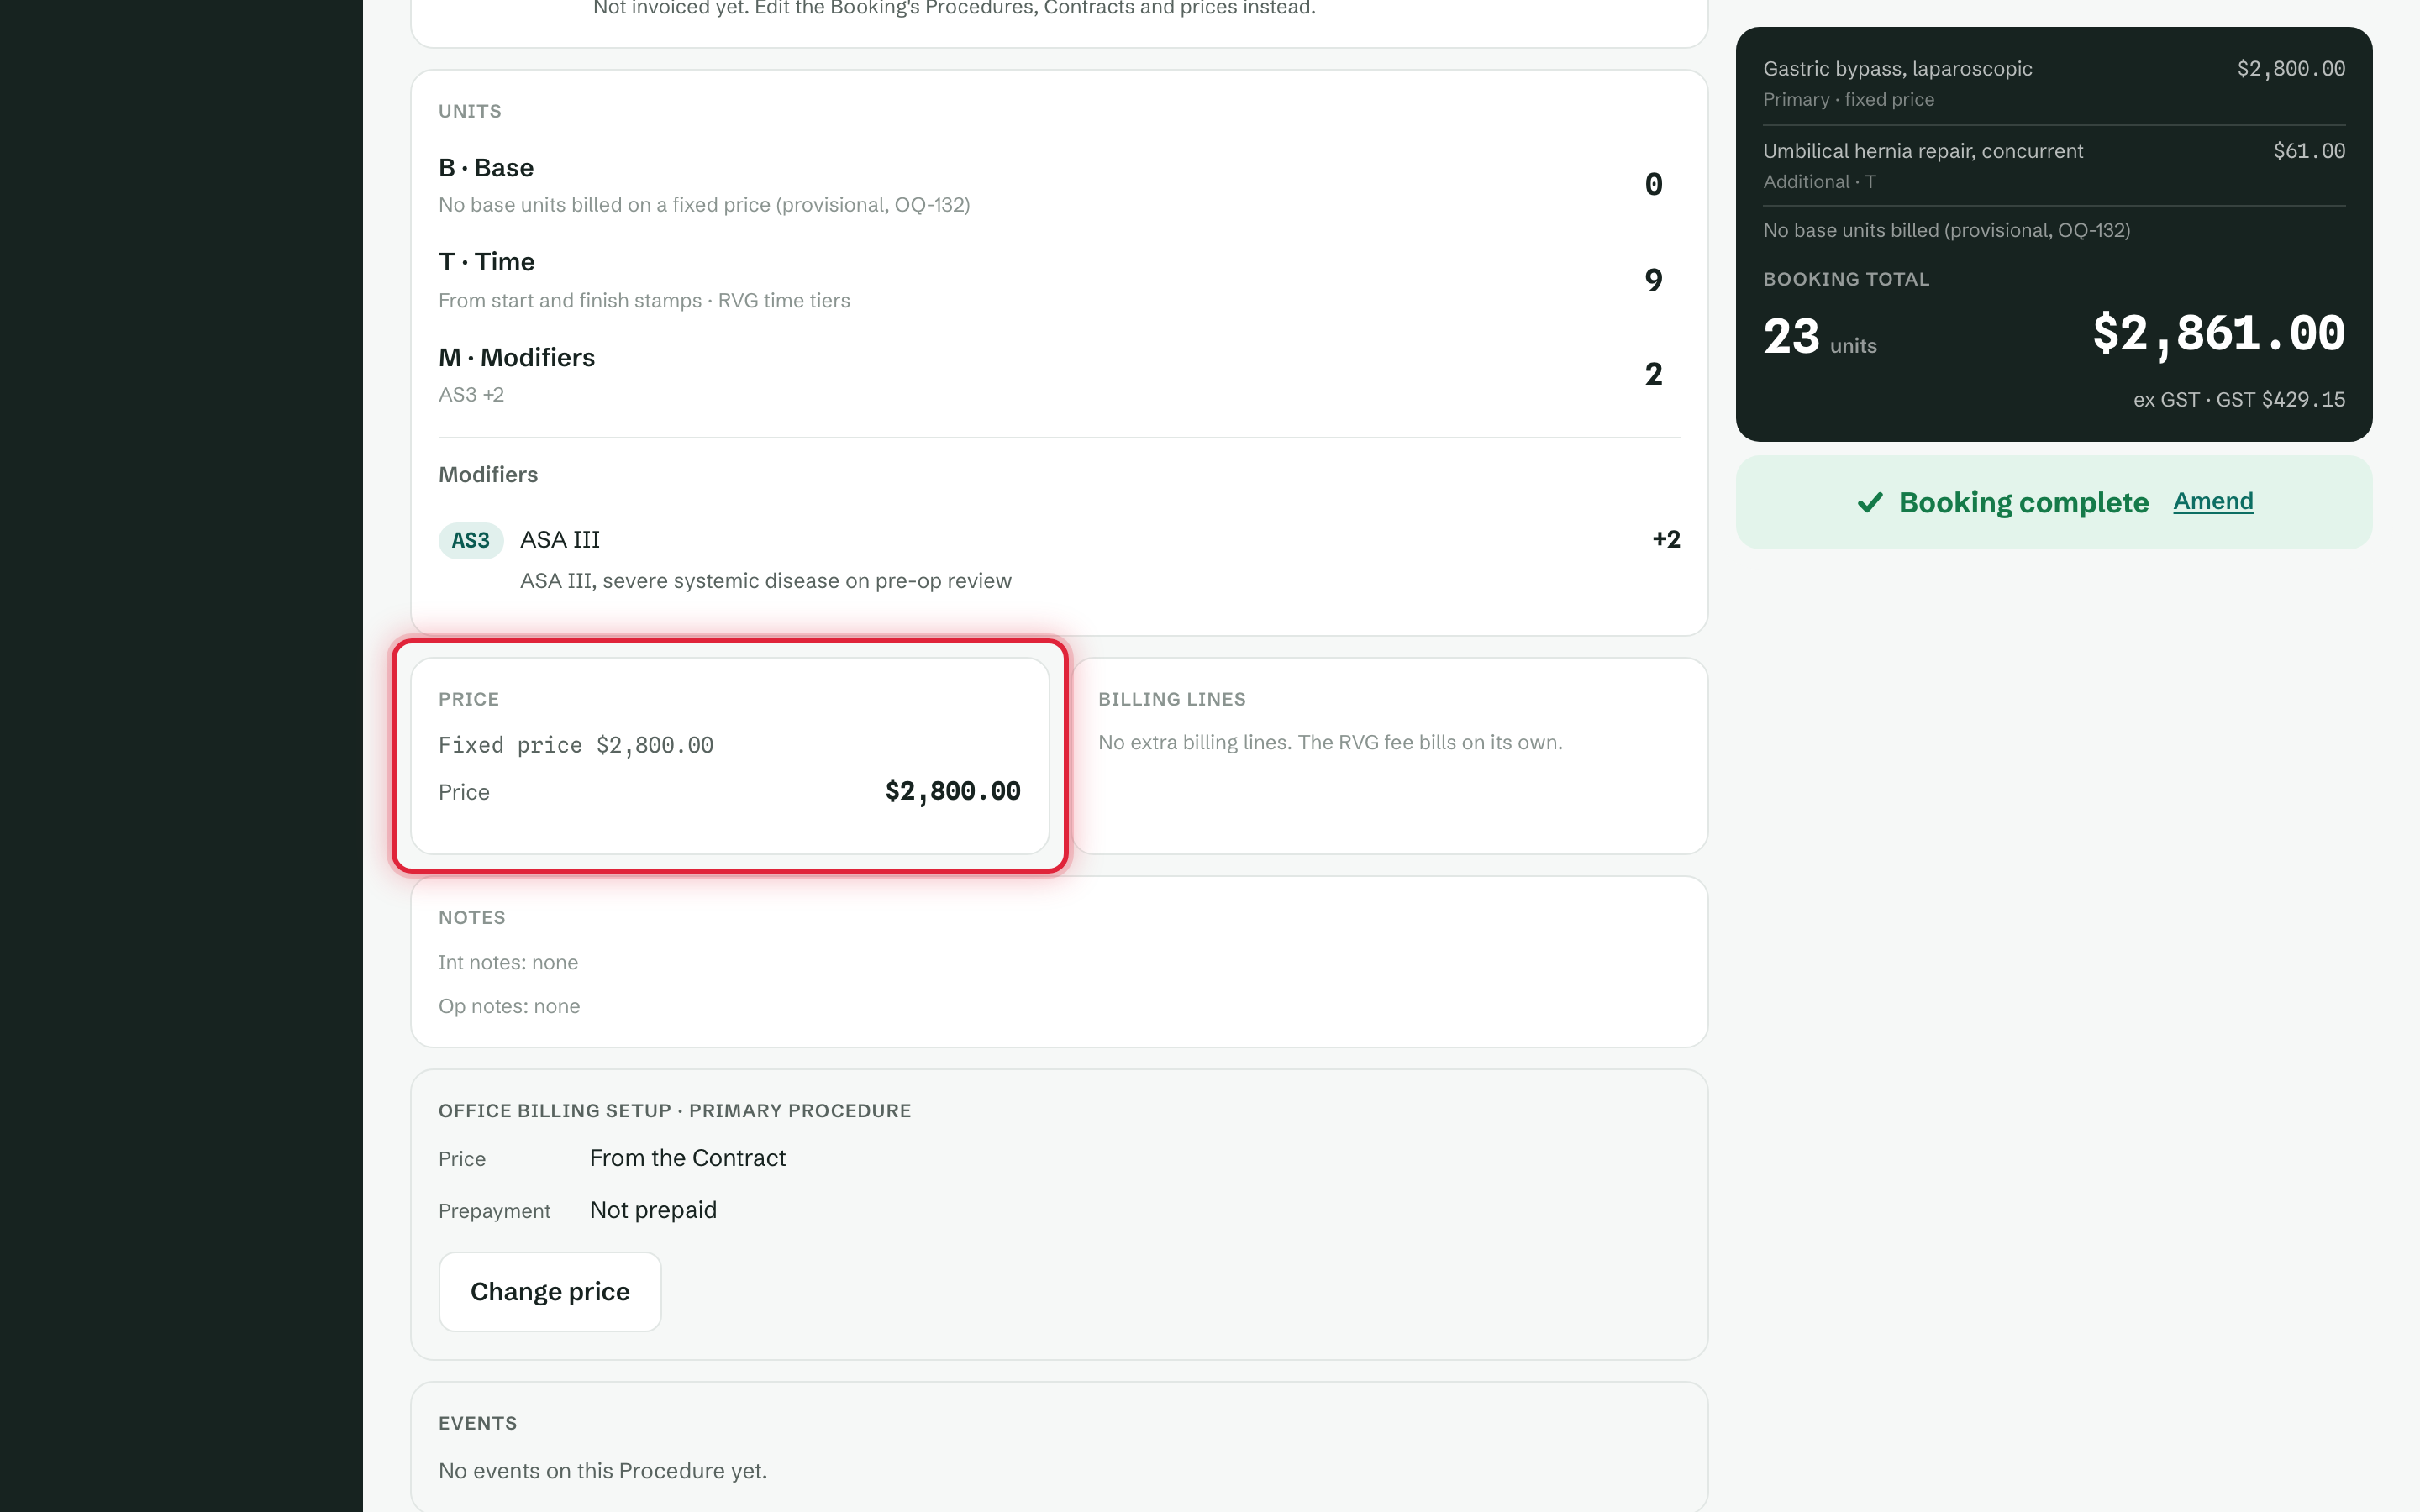 Not invoiced yet. Edit the Booking's Procedures, Contracts and prices instead.
UNITS
B · Base
0
No base units billed on a fixed price (provisional, OQ-132)
T · Time
9
From start and finish stamps · RVG time tiers
M · Modifiers
2
AS3 +2
Modifiers
AS3 ASA III +2
ASA III, severe systemic disease on pre-op review
PRICE
Fixed price $2,800.00
Price $2,800.00
BILLING LINES
No extra billing lines. The RVG fee bills on its own.
NOTES
Int notes: none
Op notes: none
OFFICE BILLING SETUP · PRIMARY PROCEDURE
Price From the Contract
Prepayment Not prepaid
Change price
EVENTS
No events on this Procedure yet.
Gastric bypass, laparoscopic $2,800.00
Primary · fixed price
Umbilical hernia repair, concurrent $61.00
Additional · T
No base units billed (provisional, OQ-132)
BOOKING TOTAL
23 units $2,861.00
ex GST · GST $429.15
Booking complete Amend